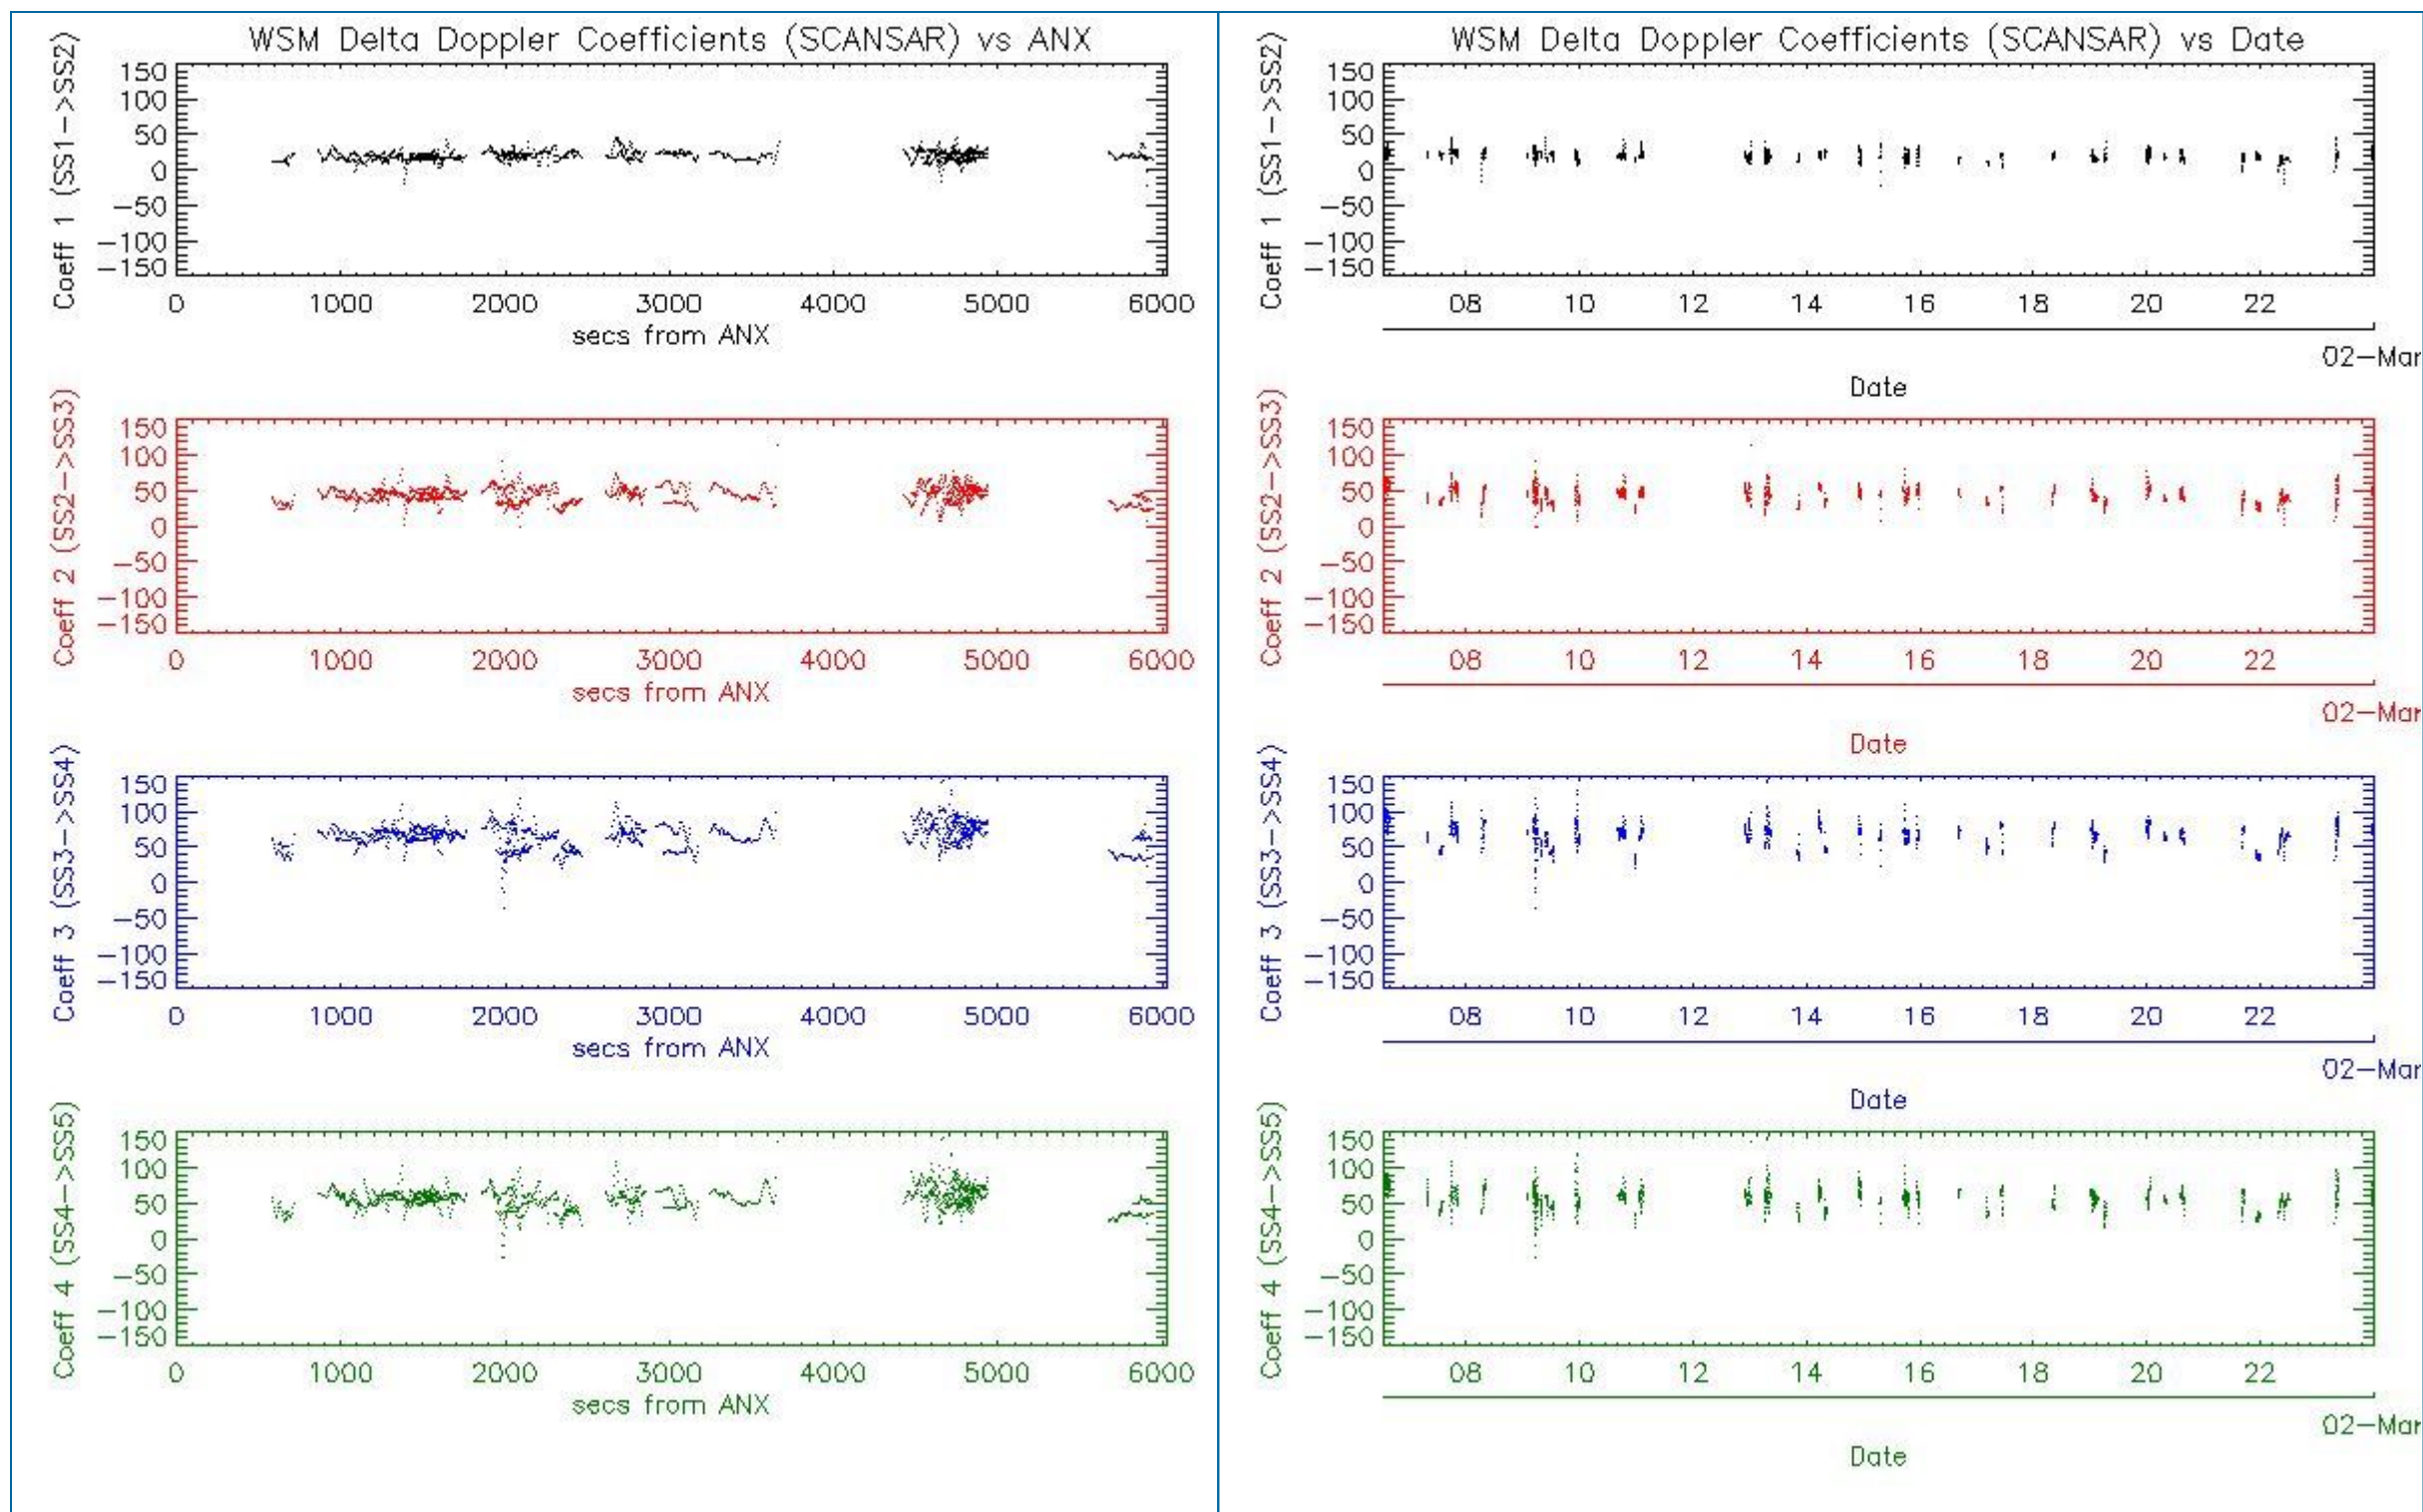 WSM Delta Doppler Coefficients (SCANSAR) vs ANX
Coeff 1 (SS1->SS2)
150
100
50
0
-50
-100
-150
0 1000 2000 3000 4000 5000 6000
secs from ANX
Coeff 2 (SS2->SS3)
150
100
50
0
-50
-100
-150
0 1000 2000 3000 4000 5000 6000
secs from ANX
Coeff 3 (SS3->SS4)
150
100
50
0
-50
-100
-150
0 1000 2000 3000 4000 5000 6000
secs from ANX
Coeff 4 (SS4->SS5)
150
100
50
0
-50
-100
-150
0 1000 2000 3000 4000 5000 6000
secs from ANX
WSM Delta Doppler Coefficients (SCANSAR) vs Date
Coeff 1 (SS1->SS2)
150
100
50
0
-50
-100
-150
08 10 12 14 16 18 20 22
02-Mar
Date
Coeff 2 (SS2->SS3)
150
100
50
0
-50
-100
-150
08 10 12 14 16 18 20 22
02-Mar
Date
Coeff 3 (SS3->SS4)
150
100
50
0
-50
-100
-150
08 10 12 14 16 18 20 22
02-Mar
Date
Coeff 4 (SS4->SS5)
150
100
50
0
-50
-100
-150
08 10 12 14 16 18 20 22
02-Mar
Date